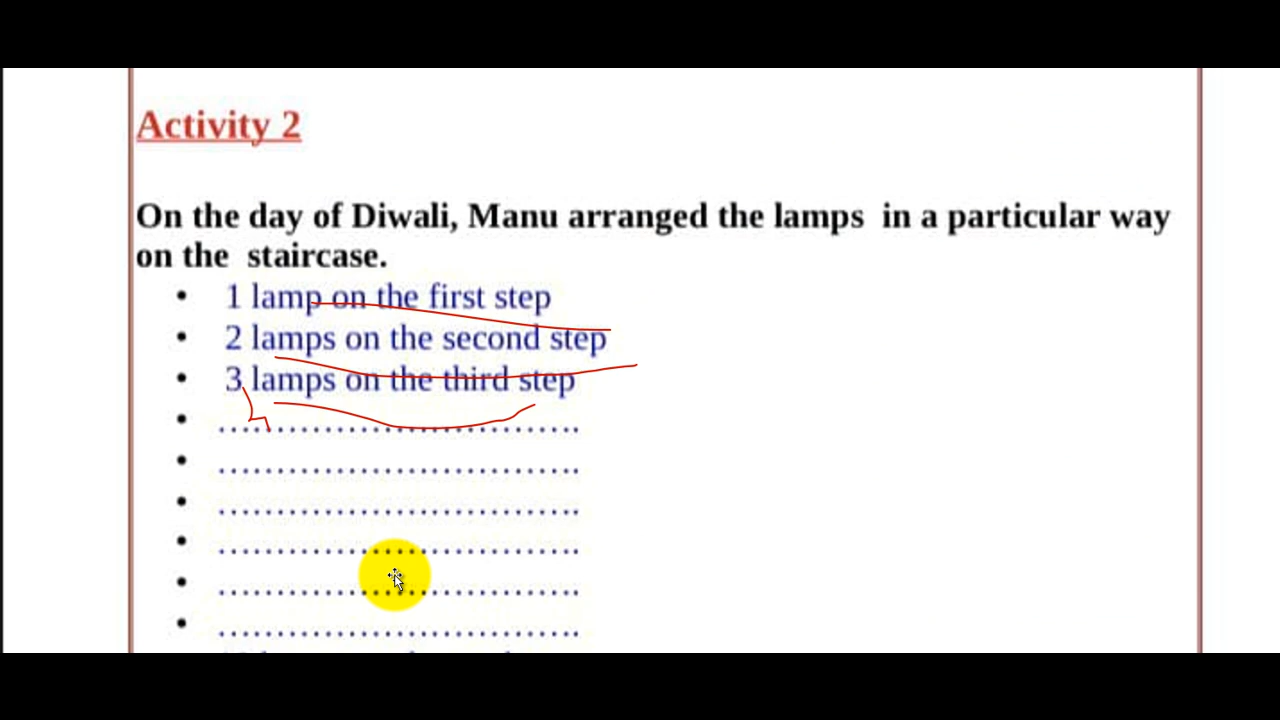 Activity 2
On the day of Diwali, Manu arranged the lamps in a particular way
on the staircase.
• 1 lamp on the first step
• 2 lamps on the second step
• 3 lamps on the third step
• …………………………….
• …………………………….
• …………………………….
• …………………………….
• …………………………….
• …………………………….